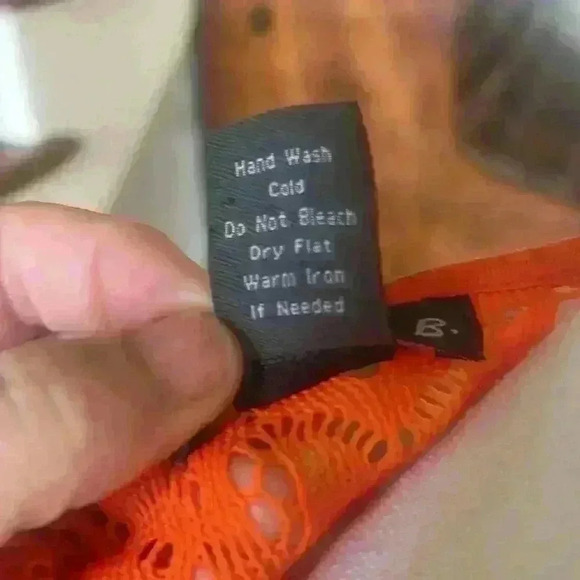 Hand Wash
Cold
Do Not Bleach
Dry Flat
Warm Iron
If Needed
B.